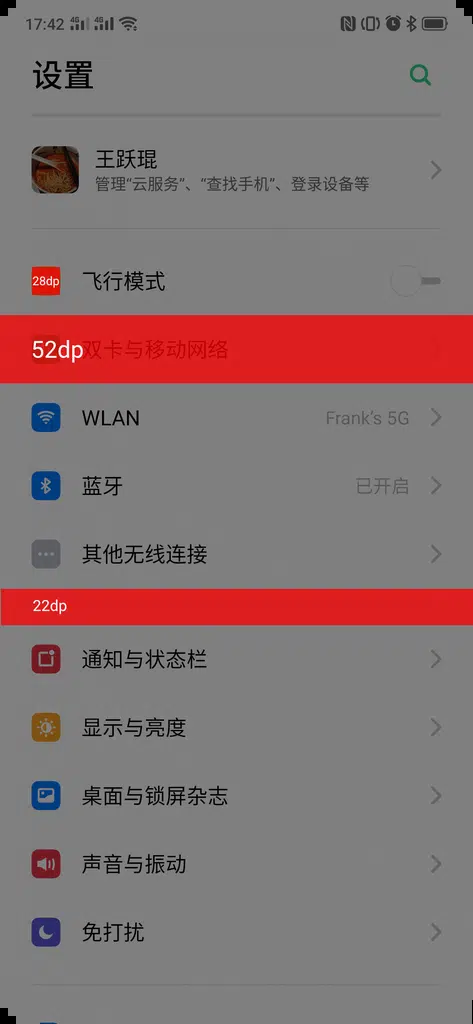 17:42
设置
王跃琨
管理“云服务”、“查找手机”、登录设备等
28dp
飞行模式
52dp
双卡与移动网络
WLAN
Frank's 5G
蓝牙
已开启
其他无线连接
22dp
通知与状态栏
显示与亮度
桌面与锁屏杂志
声音与振动
免打扰